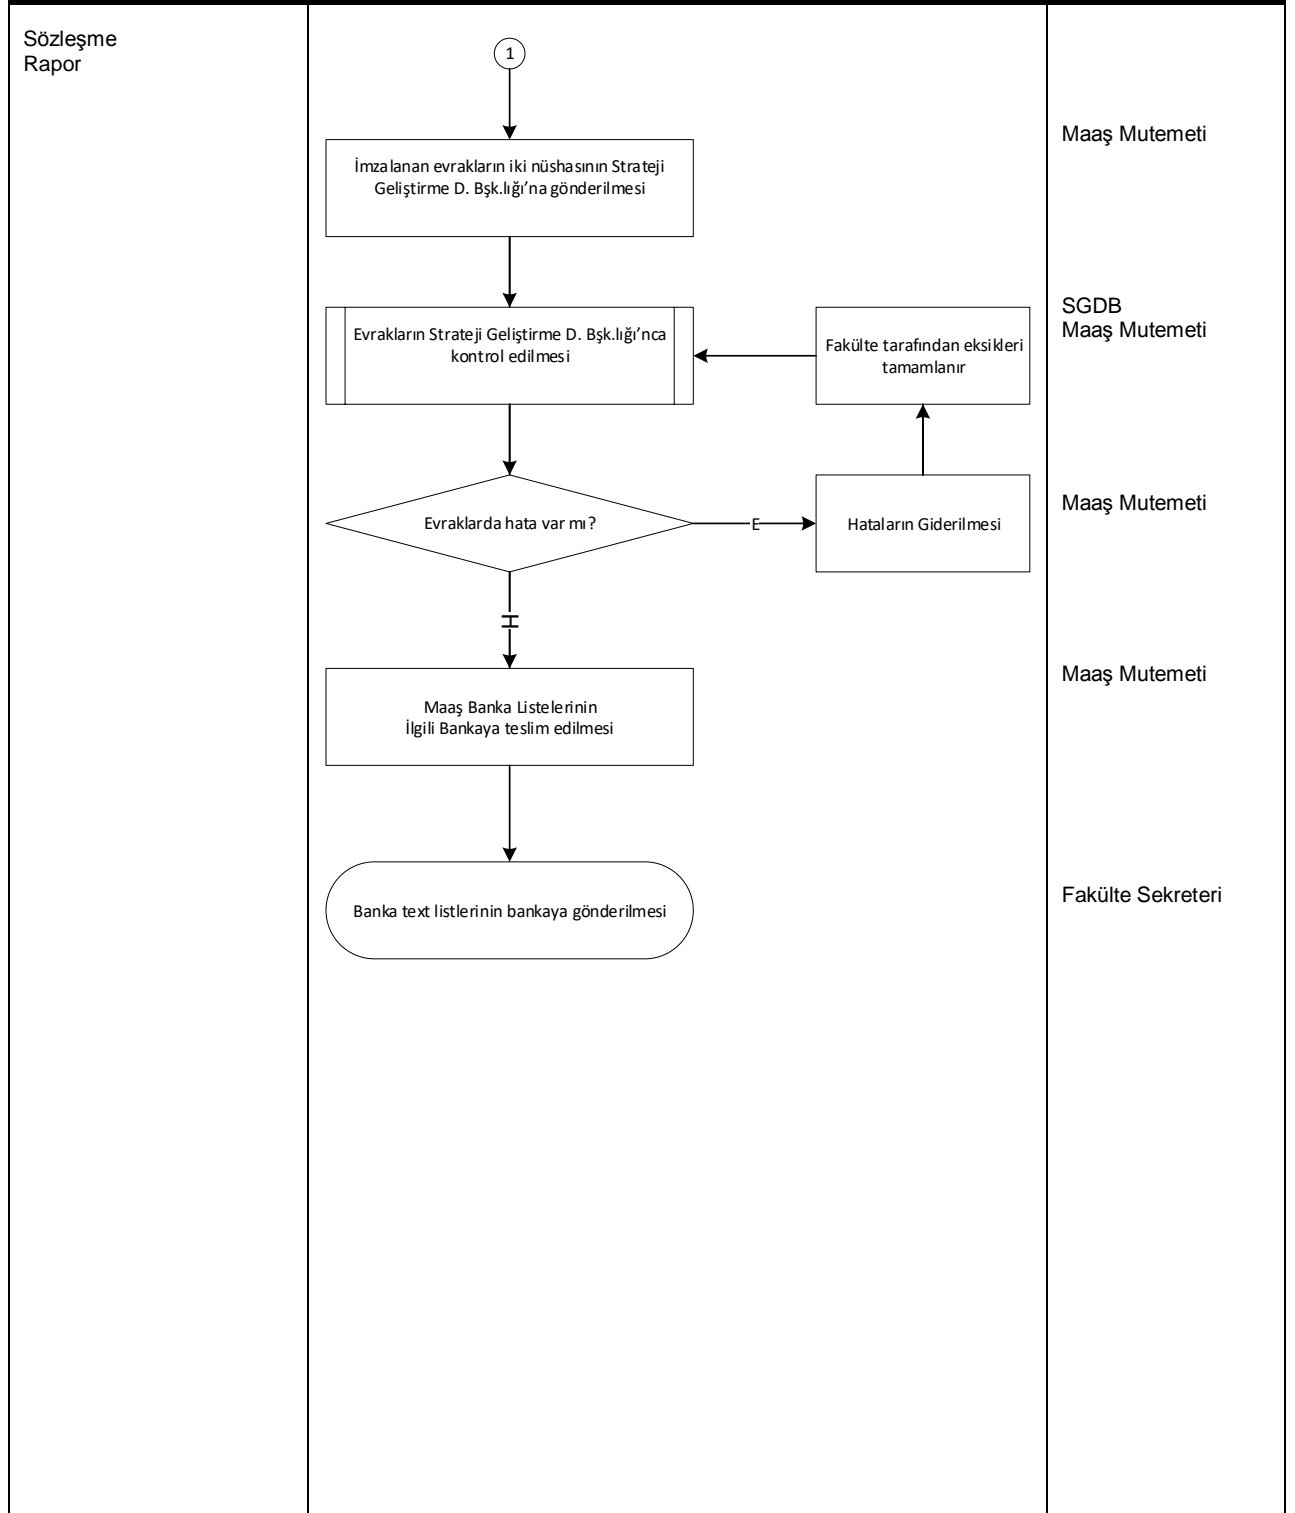 Sözleşme
Rapor
1
Maaş Mutemeti
İmzalanan evrakların iki nüshasının Strateji
Geliştirme D. Bşk.lığı’na gönderilmesi
SGDB
Maaş Mutemeti
Evrakların Strateji Geliştirme D. Bşk.lığı’nca
kontrol edilmesi
Fakülte tarafından eksikleri
tamamlanır
Evraklarda hata var mı?
E
Hataların Giderilmesi
Maaş Mutemeti
H
Maaş Banka Listelerinin
İlgili Bankaya teslim edilmesi
Maaş Mutemeti
Banka text listlerinin bankaya gönderilmesi
Fakülte Sekreteri